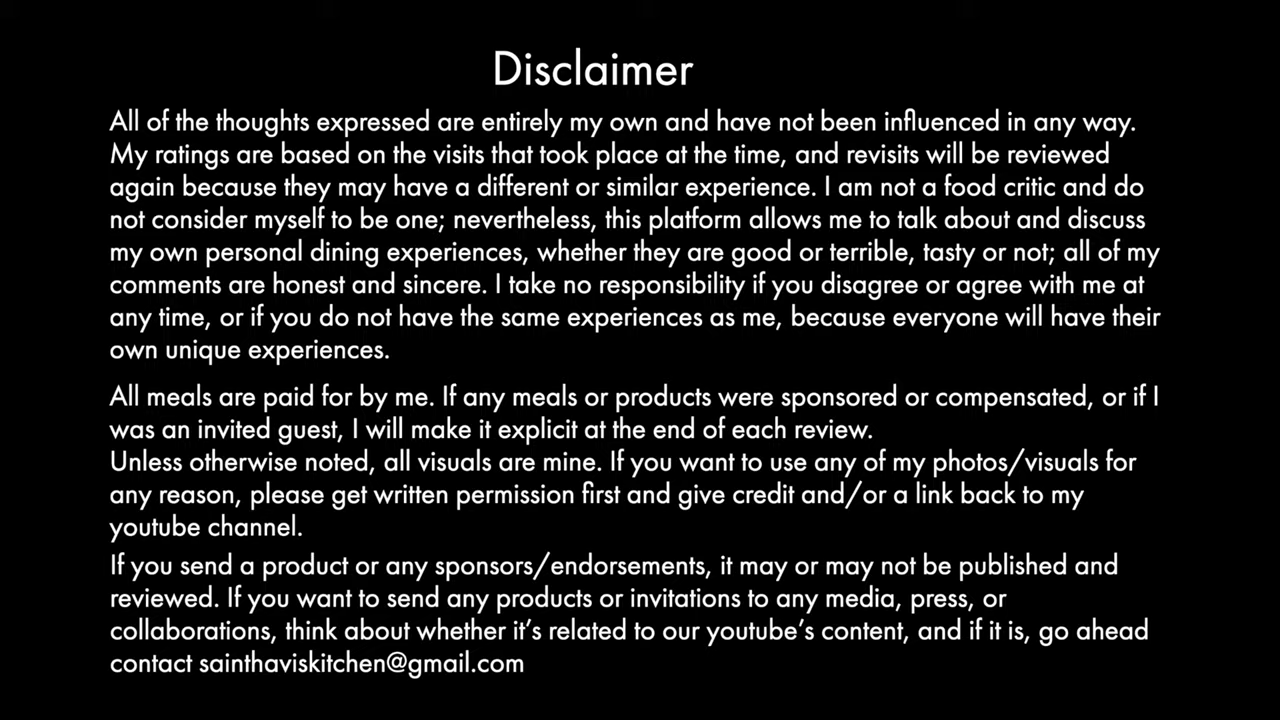 Disclaimer
All of the thoughts expressed are entirely my own and have not been influenced in any way.
My ratings are based on the visits that took place at the time, and revisits will be reviewed
again because they may have a different or similar experience. I am not a food critic and do
not consider myself to be one; nevertheless, this platform allows me to talk about and discuss
my own personal dining experiences, whether they are good or terrible, tasty or not; all of my
comments are honest and sincere. I take no responsibility if you disagree or agree with me at
any time, or if you do not have the same experiences as me, because everyone will have their
own unique experiences.
All meals are paid for by me. If any meals or products were sponsored or compensated, or if I
was an invited guest, I will make it explicit at the end of each review.
Unless otherwise noted, all visuals are mine. If you want to use any of my photos/visuals for
any reason, please get written permission first and give credit and/or a link back to my
youtube channel.
If you send a product or any sponsors/endorsements, it may or may not be published and
reviewed. If you want to send any products or invitations to any media, press, or
collaborations, think about whether it’s related to our youtube’s content, and if it is, go ahead
contact sainthaviskitchen@gmail.com